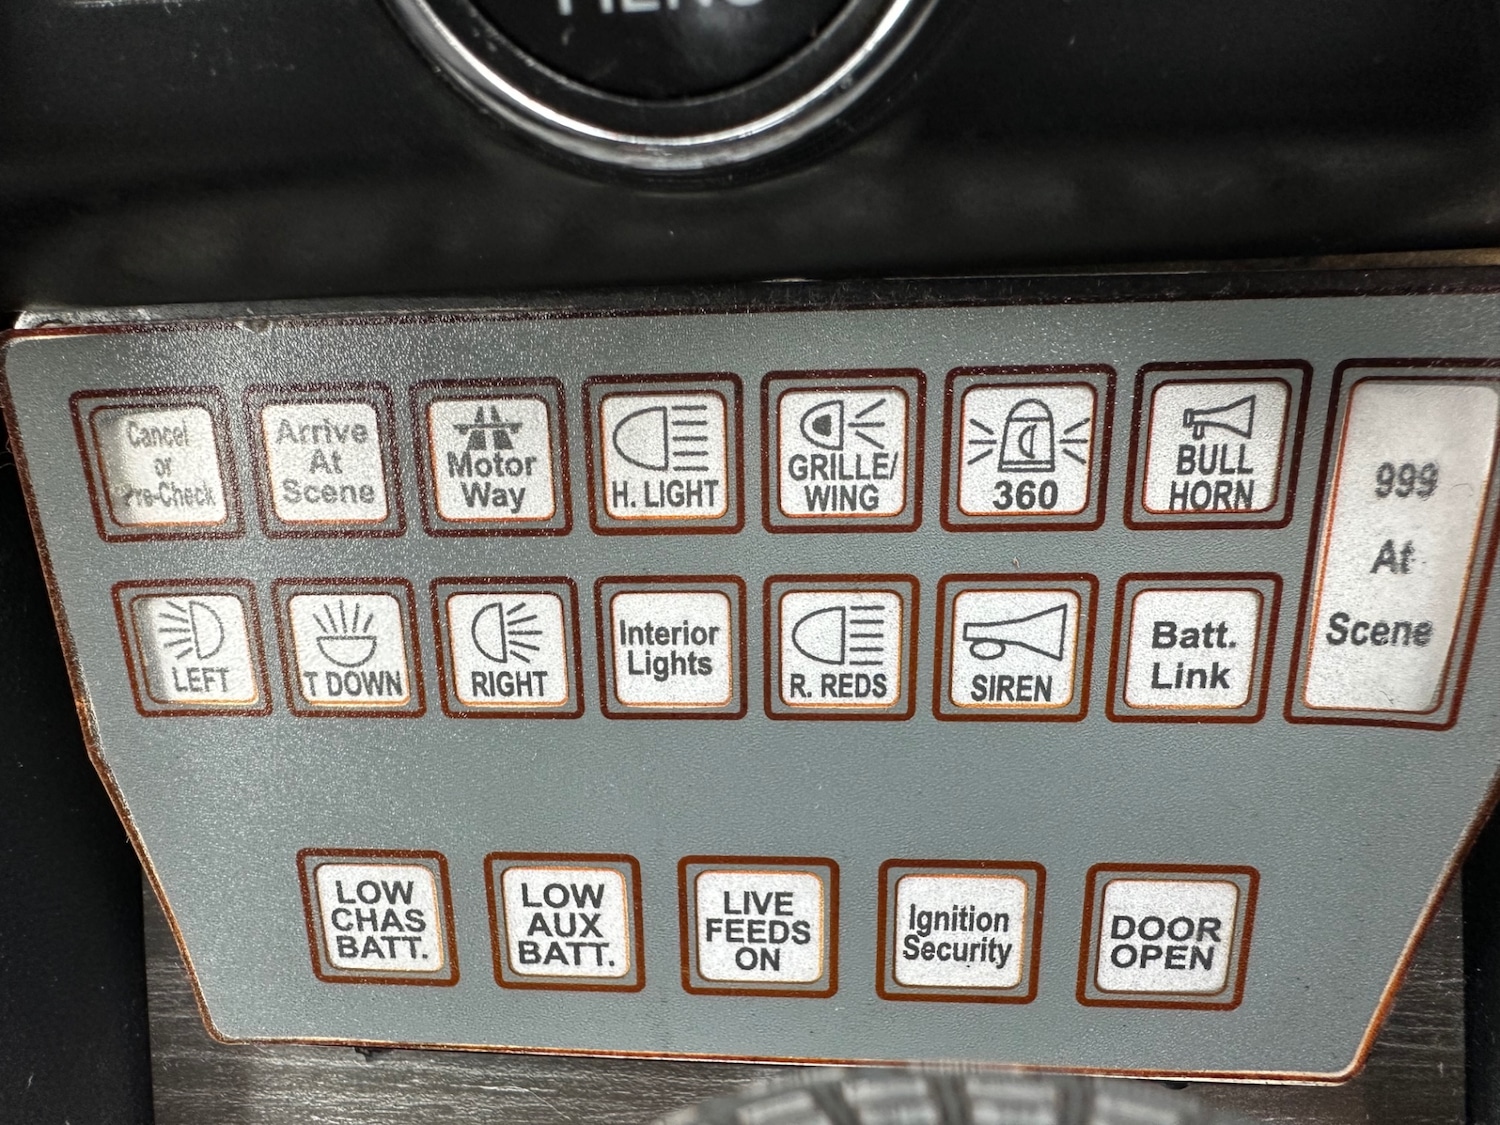 MENU
Cancel
or
Pre-Check
Arrive
At
Scene
Motor
Way
H. LIGHT
GRILLE/
WING
360
BULL
HORN
999
At
Scene
LEFT
T DOWN
RIGHT
Interior
Lights
R. REDS
SIREN
Batt.
Link
LOW
CHAS
BATT.
LOW
AUX
BATT.
LIVE
FEEDS
ON
Ignition
Security
DOOR
OPEN